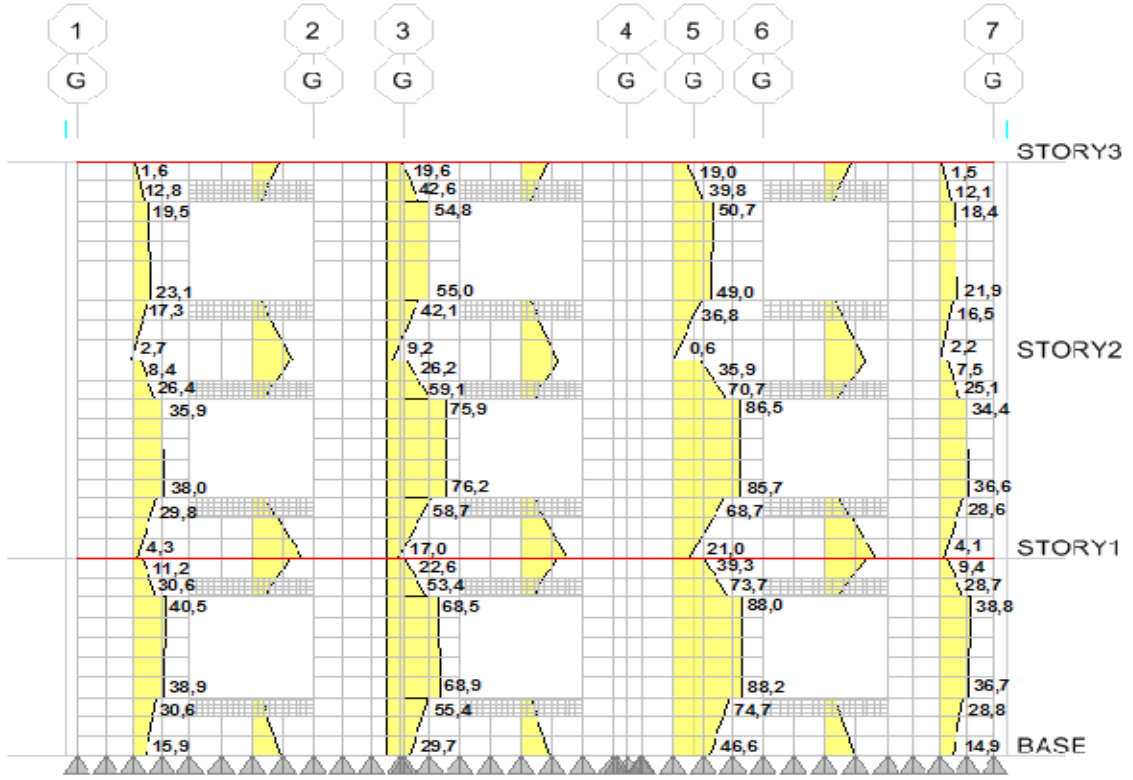 1 2 3 4 5 6 7
G G G G G G G
STORY3
1,6 19,6 19,0 1,5
12,8 42,6 39,8 12,1
19,5 54,8 50,7 18,4
23,1 55,0 49,0 21,9
17,3 42,1 36,8 16,5
2,7 9,2 0,6 2,2 STORY2
8,4 26,2 35,9 7,5
26,4 59,1 70,7 25,1
35,9 75,9 86,5 34,4
38,0 76,2 85,7 36,6
29,8 58,7 68,7 28,6
4,3 17,0 21,0 4,1 STORY1
11,2 22,6 39,3 9,4
30,6 53,4 73,7 28,7
40,5 68,5 88,0 38,8
38,9 68,9 88,2 36,7
30,6 55,4 74,7 28,8
15,9 29,7 46,6 14,9 BASE